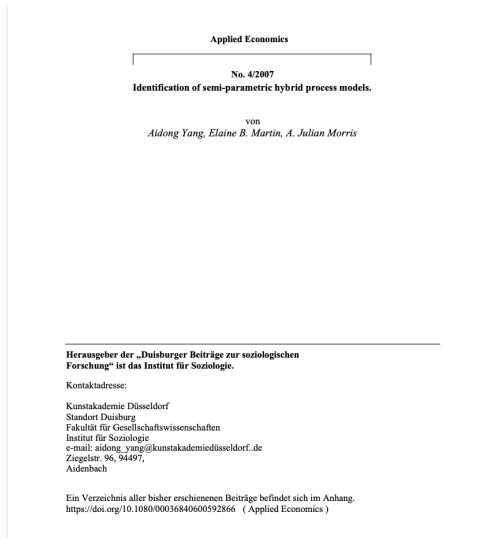 Applied Economics
No. 4/2007
Identification of semi-parametric hybrid process models.
von
Aidong Yang, Elaine B. Martin, A. Julian Morris
Herausgeber der „Duisburger Beiträge zur soziologischen
Forschung“ ist das Institut für Soziologie.
Kontaktadresse:
Kunstakademie Düsseldorf
Standort Duisburg
Fakultät für Gesellschaftswissenschaften
Institut für Soziologie
e-mail: aidong_yang@kunstakademiedüsseldorf..de
Ziegelstr. 96, 94497,
Aidenbach
Ein Verzeichnis aller bisher erschienenen Beiträge befindet sich im Anhang.
https://doi.org/10.1080/00036840600592866 ( Applied Economics )